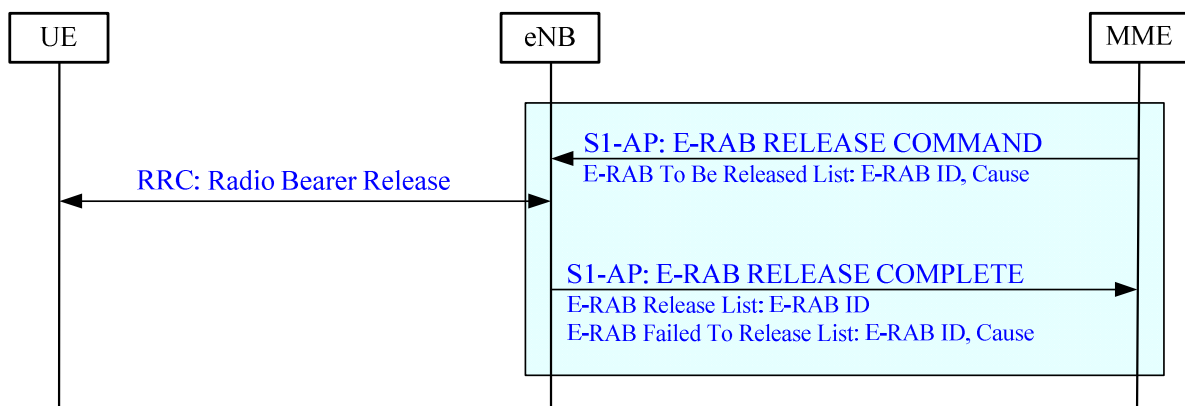 UE
eNB
MME
S1-AP: E-RAB RELEASE COMMAND
E-RAB To Be Released List: E-RAB ID, Cause
RRC: Radio Bearer Release
S1-AP: E-RAB RELEASE COMPLETE
E-RAB Release List: E-RAB ID
E-RAB Failed To Release List: E-RAB ID, Cause